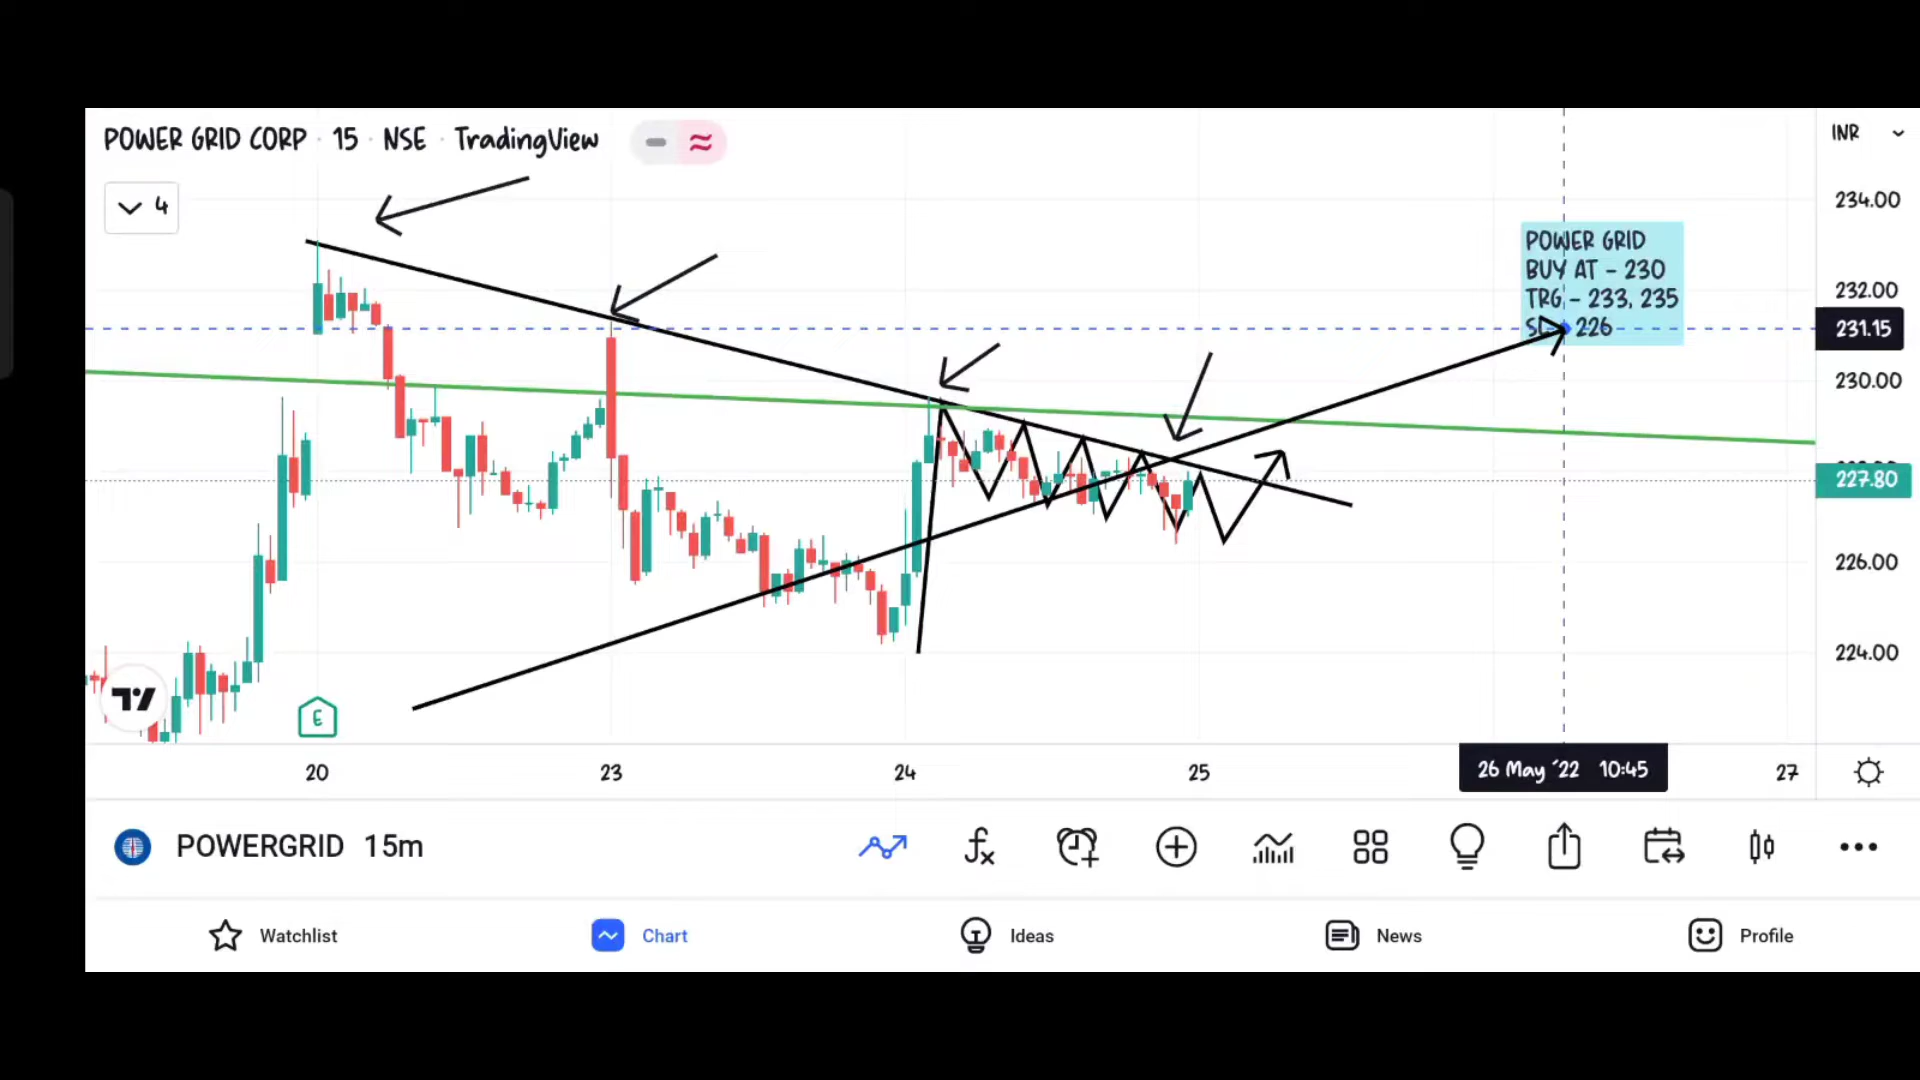 POWER GRID CORP · 15 · NSE · TradingView
INR
4
234.00
POWER GRID
BUY AT - 230
TRG - 233, 235
226
232.00
231.15
230.00
227.80
226.00
224.00
E
20 23 24 25 26 May '22 10:45 27
POWERGRID 15m
Watchlist Chart Ideas News Profile